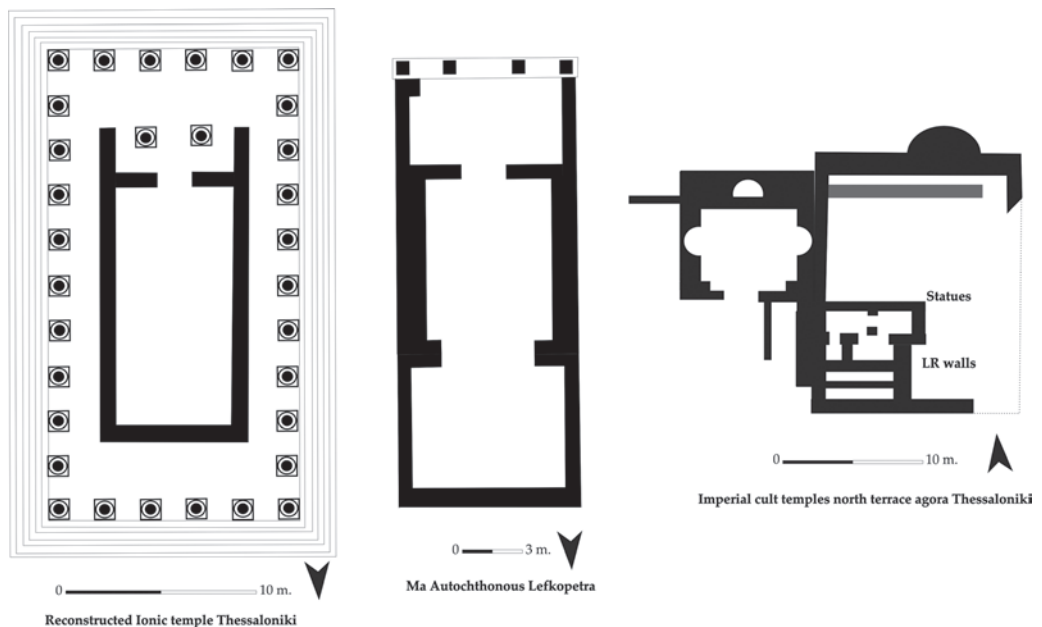 0 10 m.
Reconstructed Ionic temple Thessaloniki
0 3 m.
Ma Autochthonous Lefkopetra
Statues
LR walls
0 10 m.
Imperial cult temples north terrace agora Thessaloniki